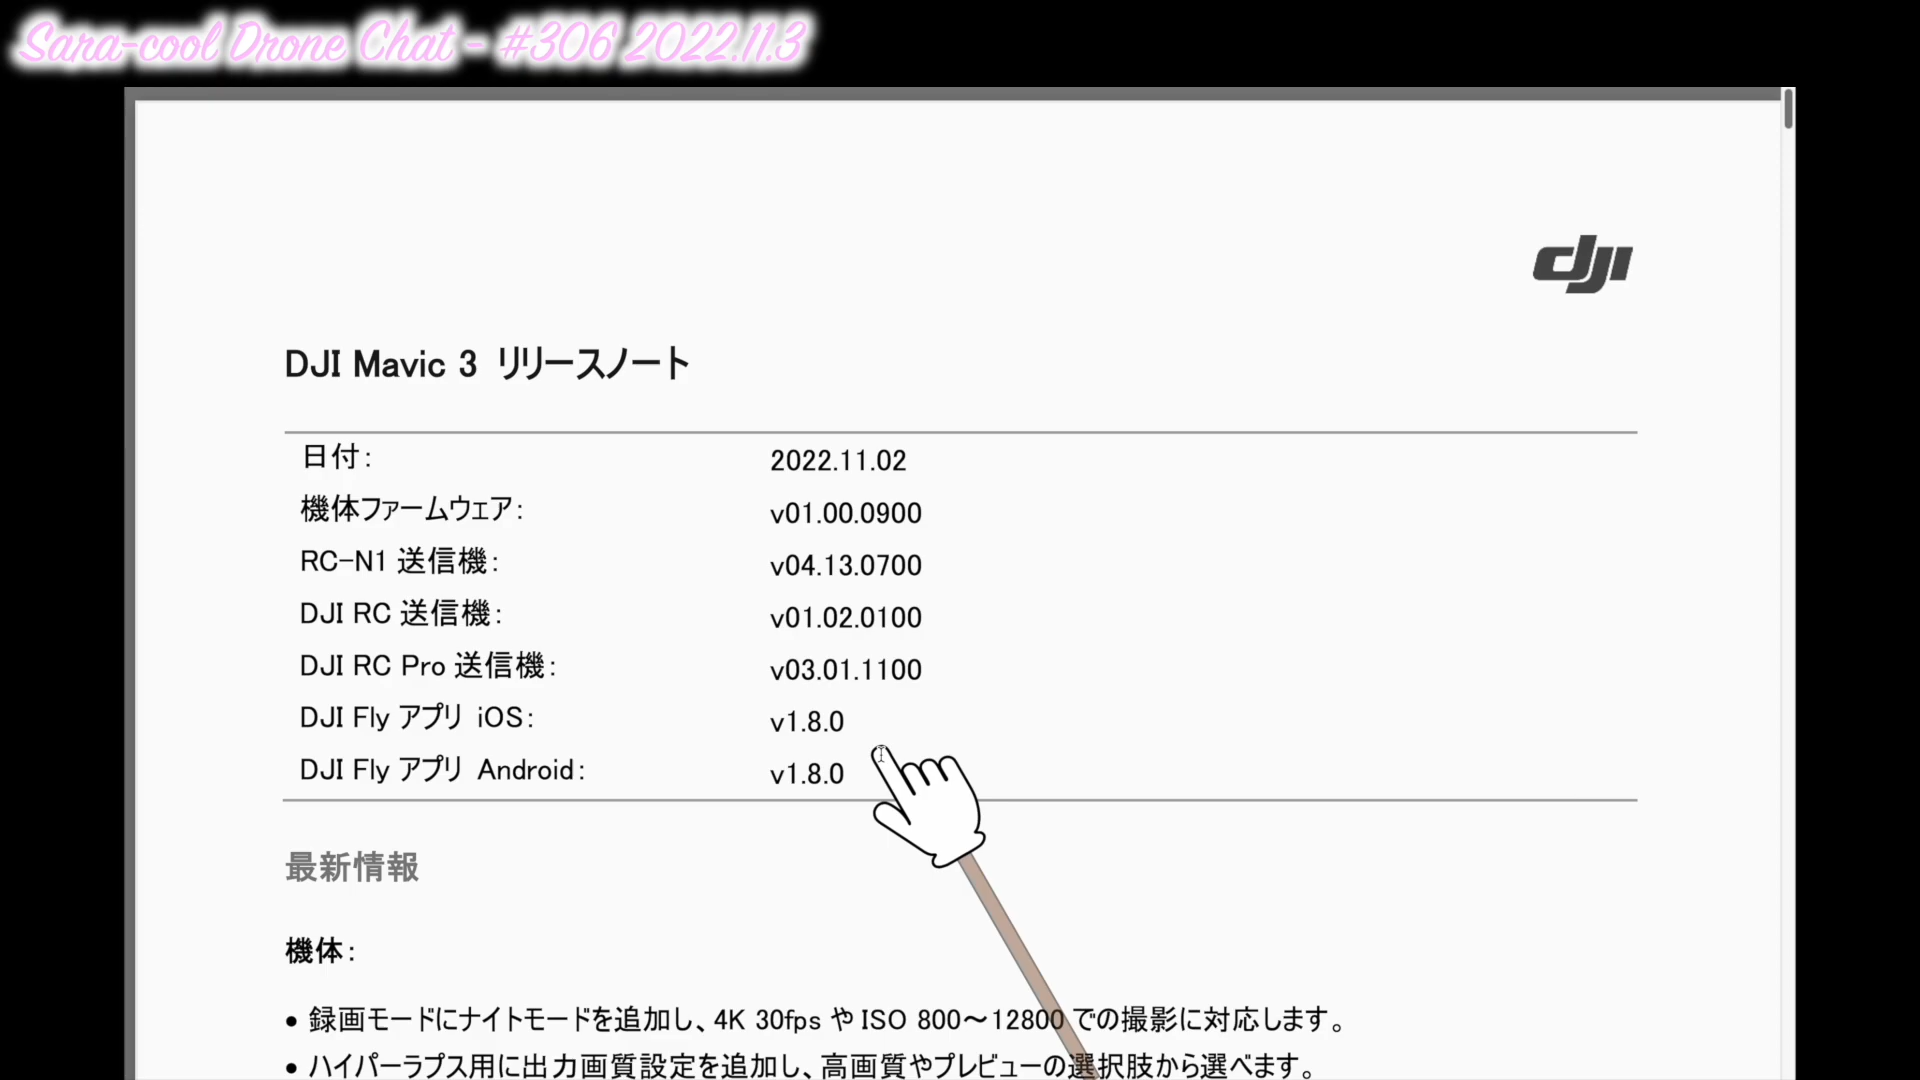 Sara-cool Drone Chat - #306 2022.11.3
dji
DJI Mavic 3 リリースノート
日付: 2022.11.02
機体ファームウェア: v01.00.0900
RC-N1 送信機: v04.13.0700
DJI RC 送信機: v01.02.0100
DJI RC Pro 送信機: v03.01.1100
DJI Fly アプリ iOS: v1.8.0
DJI Fly アプリ Android: v1.8.0
最新情報
機体:
• 録画モードにナイトモードを追加し、4K 30fps や ISO 800～12800 での撮影に対応します。
• ハイパーラプス用に出力画質設定を追加し、高画質やプレビューの選択肢から選べます。